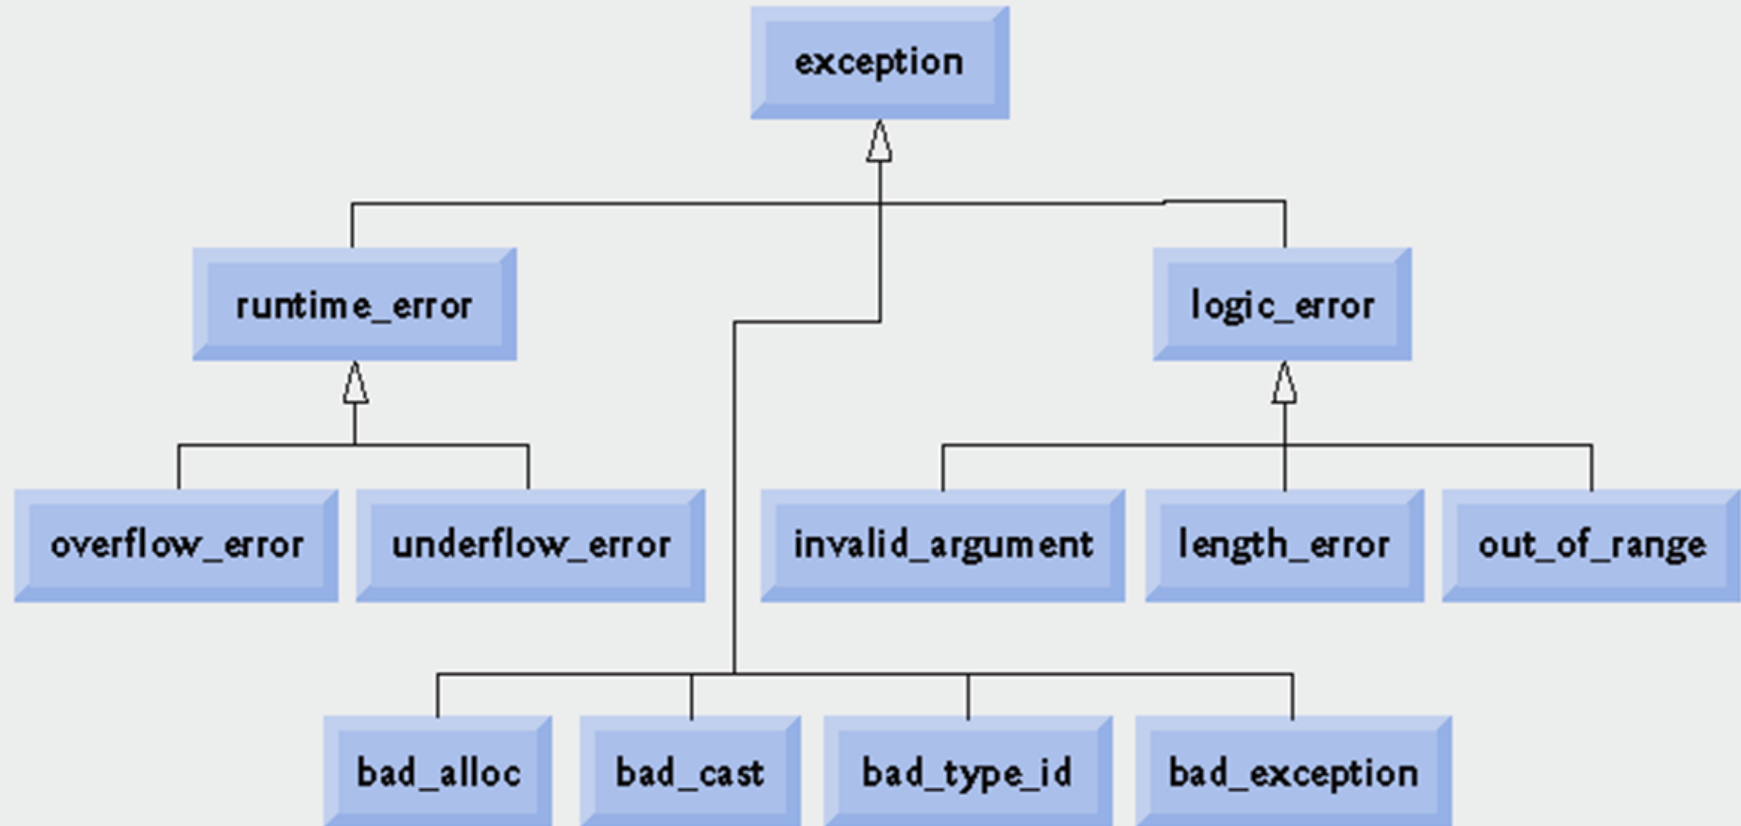 exception
runtime_error
logic_error
overflow_error
underflow_error
invalid_argument
length_error
out_of_range
bad_alloc
bad_cast
bad_type_id
bad_exception